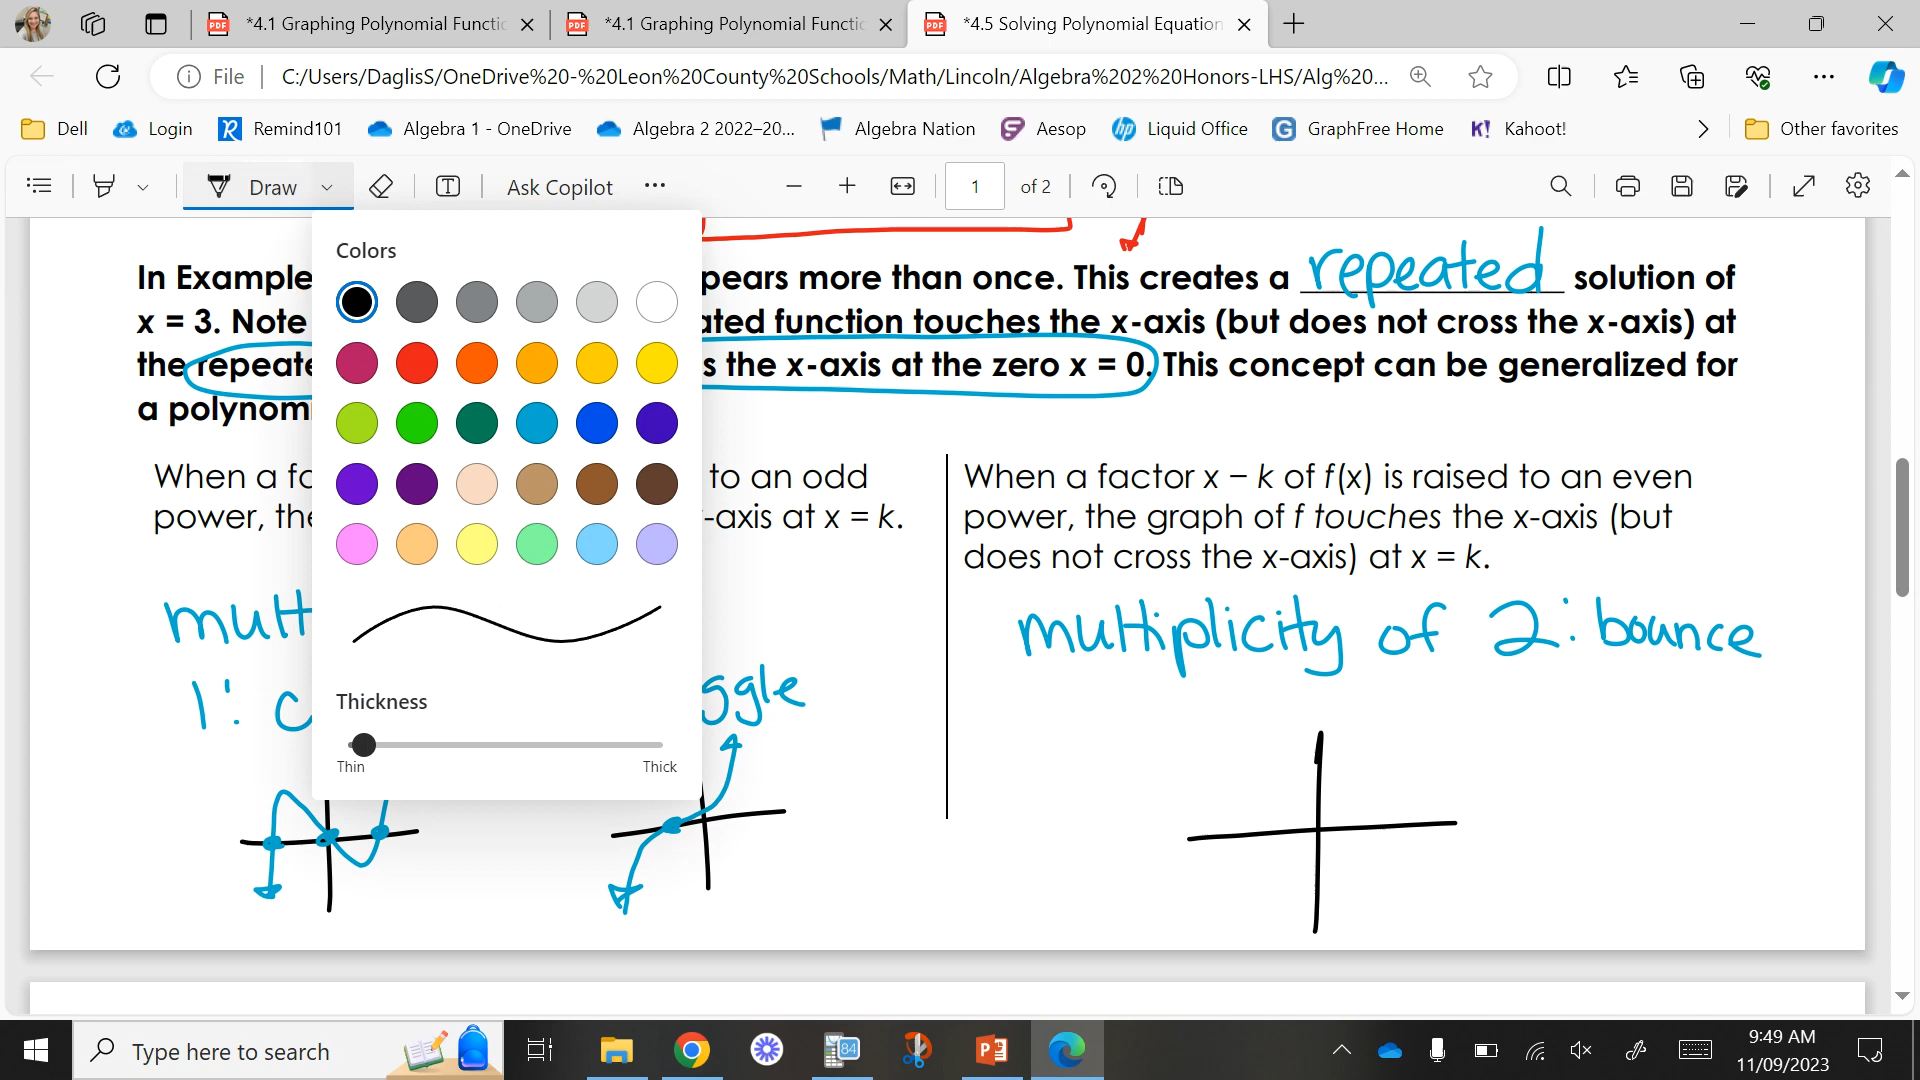 *4.1 Graphing Polynomial Functic
*4.1 Graphing Polynomial Functic
*4.5 Solving Polynomial Equation
File
C:/Users/DaglisS/OneDrive%20-%20Leon%20County%20Schools/Math/Lincoln/Algebra%202%20Honors-LHS/Alg%20...
Dell
Login
Remind101
Algebra 1 - OneDrive
Algebra 2 2022–20...
Algebra Nation
Aesop
Liquid Office
GraphFree Home
Kahoot!
Other favorites
Draw
Ask Copilot
1 of 2
Colors
Thickness
Thin
Thick
In Example pears more than once. This creates a repeated solution of
x = 3. Note ated function touches the x-axis (but does not cross the x-axis) at
the repeate s the x-axis at the zero x = 0. This concept can be generalized for
a polynom
When a fa to an odd
power, the -axis at x = k.
mult
1: c ggle
When a factor x – k of f(x) is raised to an even
power, the graph of f touches the x-axis (but
does not cross the x-axis) at x = k.
multiplicity of 2: bounce
Type here to search
84
9:49 AM
11/09/2023